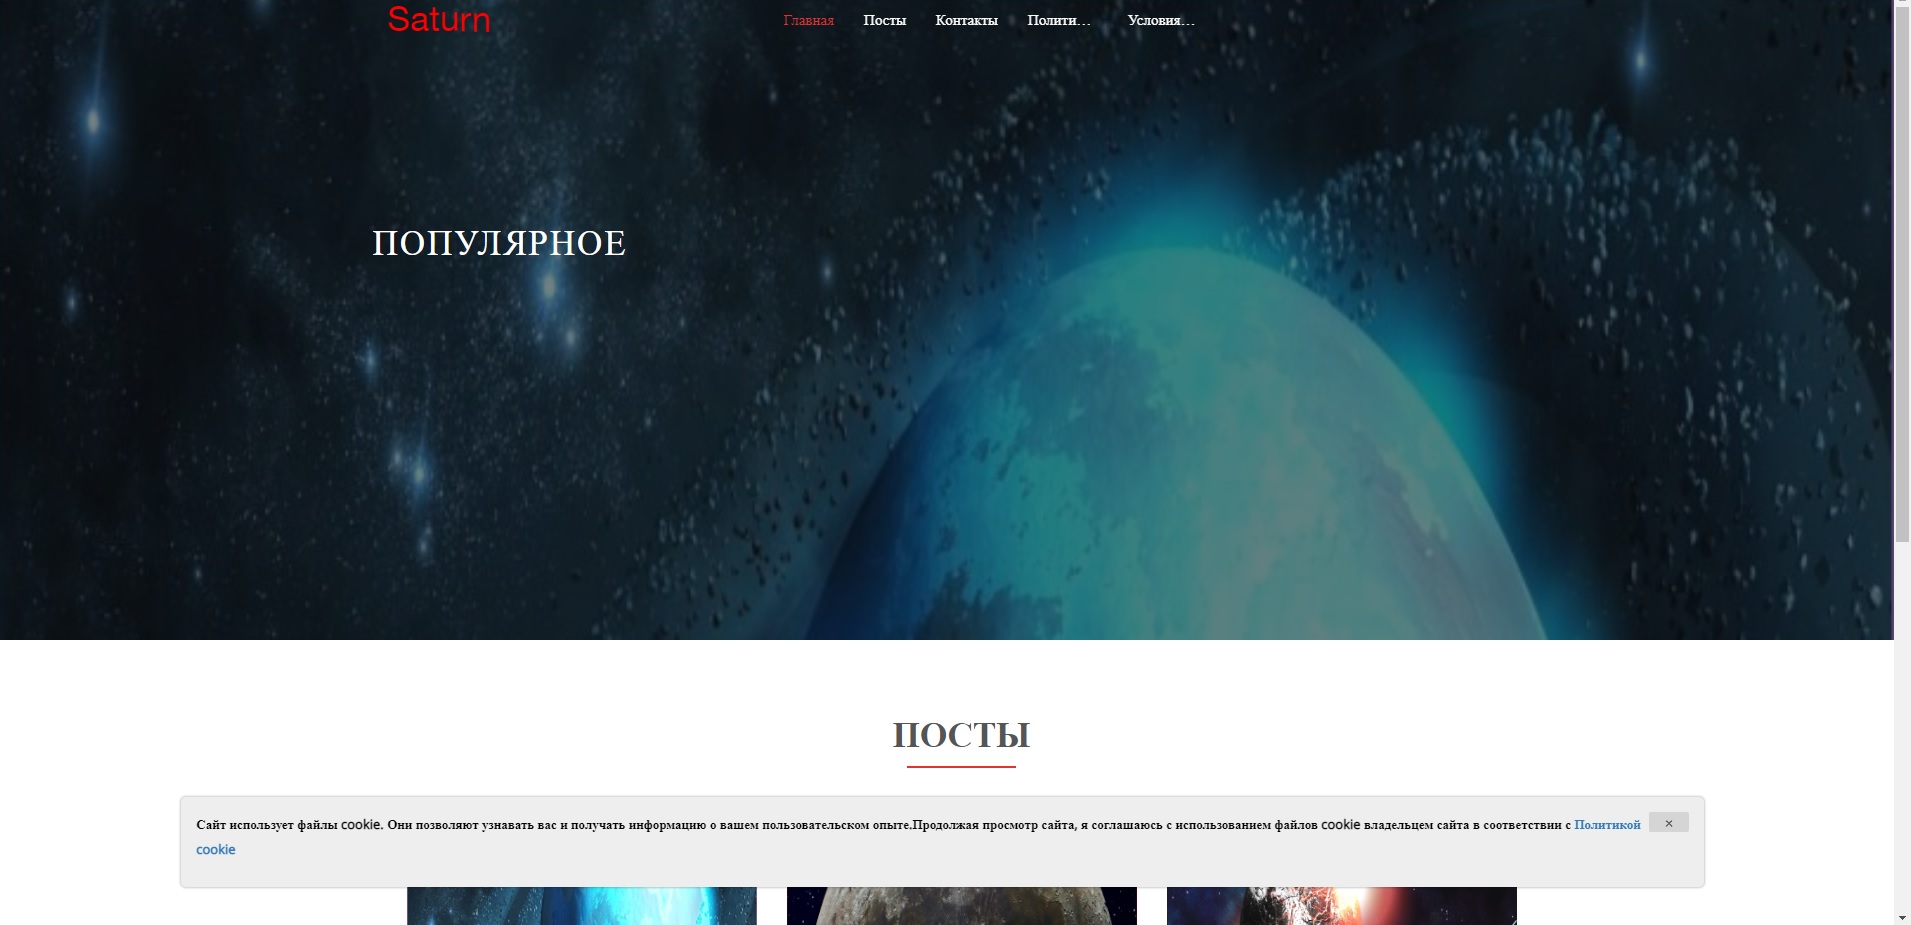 Saturn
Главная Посты Контакты Полити... Условия...
ПОПУЛЯРНОЕ
ПОСТЫ
Сайт использует файлы cookie. Они позволяют узнавать вас и получать информацию о вашем пользовательском опыте.Продолжая просмотр сайта, я соглашаюсь с использованием файлов cookie владельцем сайта в соответствии с Политикой
cookie
×